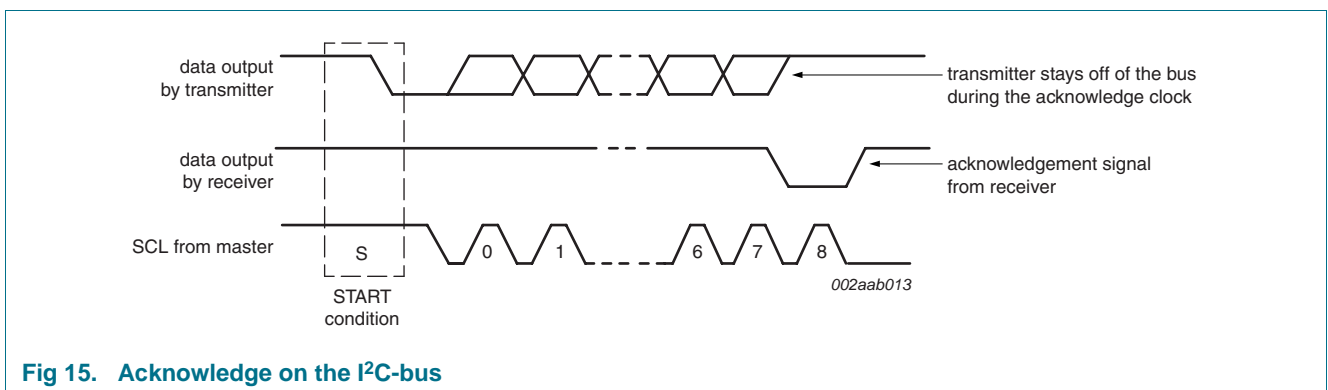 data output
by transmitter
transmitter stays off of the bus
during the acknowledge clock
data output
by receiver
acknowledgement signal
from receiver
SCL from master
S
0
1
6
7
8
002aab013
START
condition
Fig 15. Acknowledge on the I²C-bus